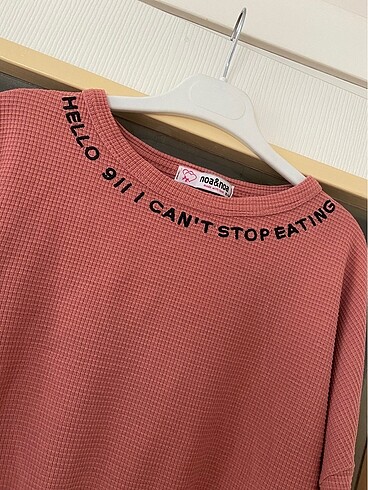 HELLO 911 I CAN'T STOP EATING
noa&noa